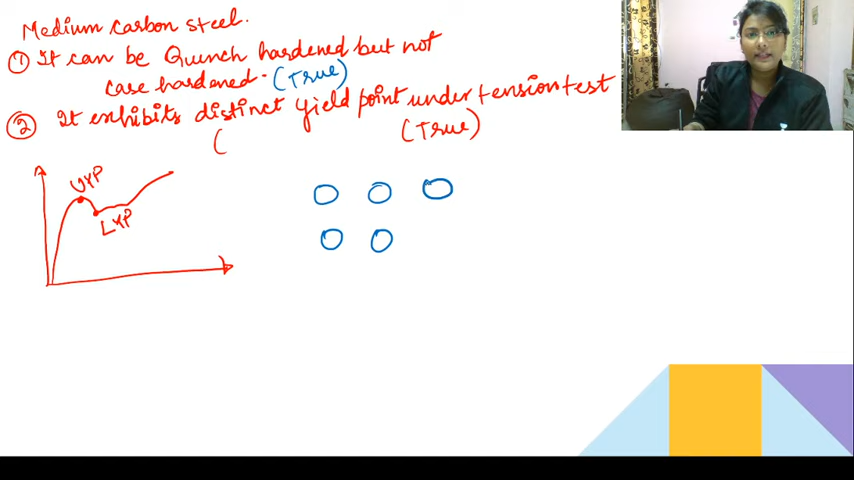 Medium carbon steel.
① It can be Qunch hardened but not
case hardened. (True)
② It exhibits distinct yield point under tension test
( (True)
UYP
LYP